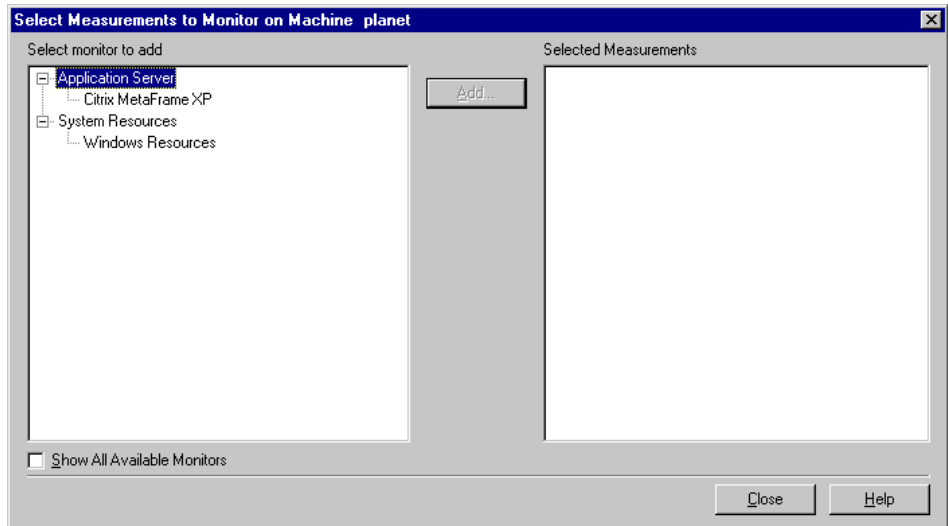 Select Measurements to Monitor on Machine planet
Select monitor to add
Selected Measurements
Application Server
Citrix MetaFrame XP
System Resources
Windows Resources
Add...
Show All Available Monitors
Close
Help